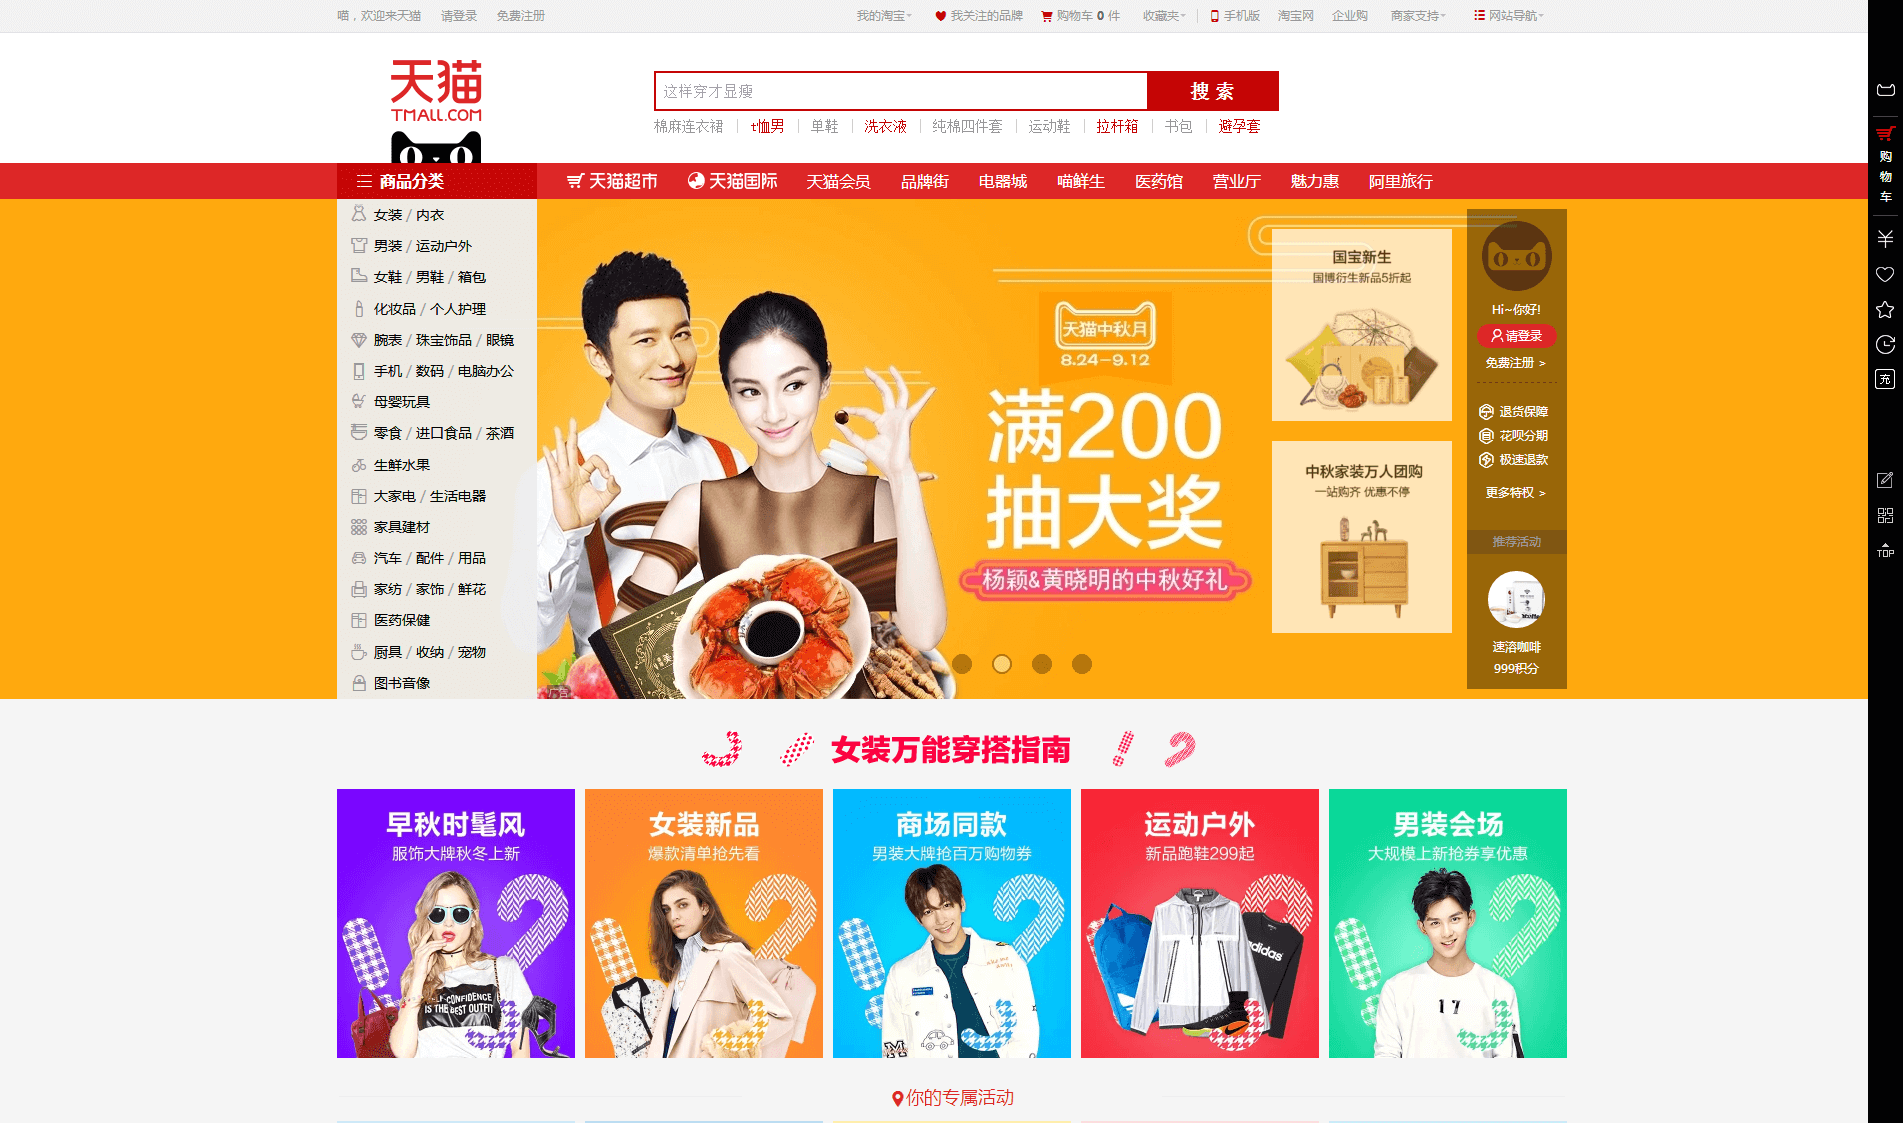 喵，欢迎来天猫 请登录 免费注册 我的淘宝 我关注的品牌 购物车 0 件 收藏夹 手机版 淘宝网 企业购 商家支持 网站导航
天猫
TMALL.COM
这样穿才显瘦 搜 索
棉麻连衣裙 t恤男 单鞋 洗衣液 纯棉四件套 运动鞋 拉杆箱 书包 避孕套
商品分类 天猫超市 天猫国际 天猫会员 品牌街 电器城 喵鲜生 医药馆 营业厅 魅力惠 阿里旅行
女装 / 内衣
男装 / 运动户外
女鞋 / 男鞋 / 箱包
化妆品 / 个人护理
腕表 / 珠宝饰品 / 眼镜
手机 / 数码 / 电脑办公
母婴玩具
零食 / 进口食品 / 茶酒
生鲜水果
大家电 / 生活电器
家具建材
汽车 / 配件 / 用品
家纺 / 家饰 / 鲜花
医药保健
厨具 / 收纳 / 宠物
图书音像
天猫中秋月
8.24-9.12
满200
抽大奖
杨颖&黄晓明的中秋好礼
广告
国宝新生
国博衍生新品5折起
中秋家装万人团购
一站购齐 优惠不停
Hi~你好!
请登录
免费注册 >
退货保障
花呗分期
极速退款
更多特权 >
推荐活动
速溶咖啡
999积分
购
物
车
充
TOP
女装万能穿搭指南
早秋时髦风
服饰大牌秋冬上新
CONFIDENCE
IS THE BEST OUTFIT
女装新品
爆款清单抢先看
商场同款
男装大牌抢百万购物券
M
运动户外
新品跑鞋299起
adidas
男装会场
大规模上新抢券享优惠
17
你的专属活动